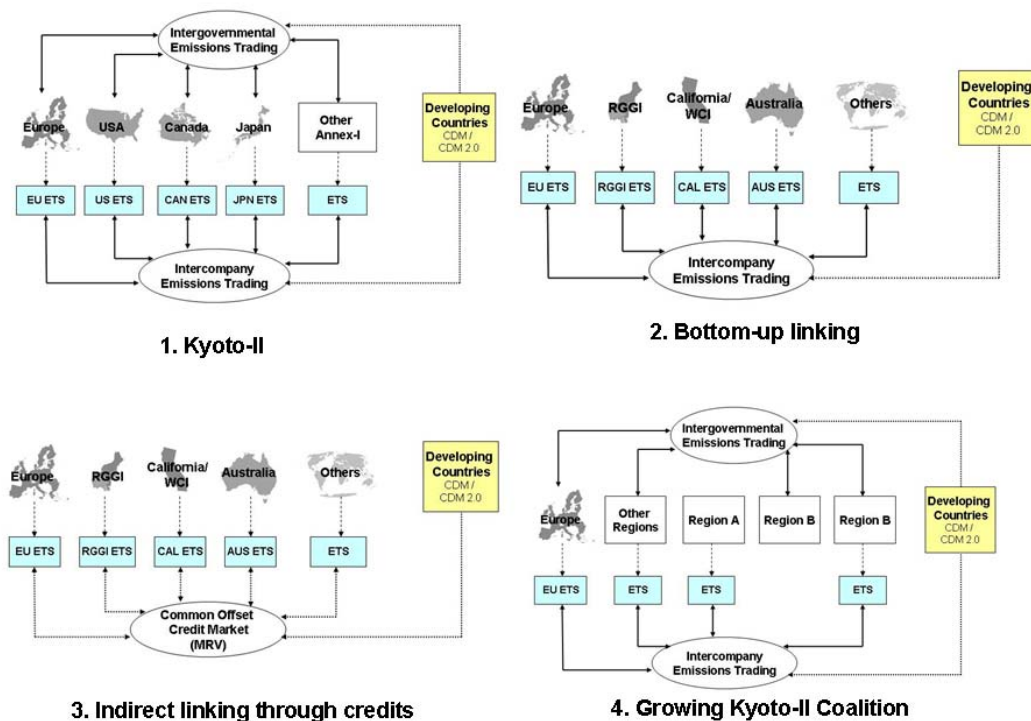 Intergovernmental
Emissions Trading
Europe
USA
Canada
Japan
Other
Annex-I
Developing
Countries
CDM /
CDM 2.0
EU ETS
US ETS
CAN ETS
JPN ETS
ETS
Intercompany
Emissions Trading
1. Kyoto-II
Europe
RGGI
California/
WCI
Australia
Others
Developing
Countries
CDM /
CDM 2.0
EU ETS
RGGI ETS
CAL ETS
AUS ETS
ETS
Intercompany
Emissions Trading
2. Bottom-up linking
Europe
RGGI
California/
WCI
Australia
Others
Developing
Countries
CDM /
CDM 2.0
EU ETS
RGGI ETS
CAL ETS
AUS ETS
ETS
Common Offset
Credit Market
(MRV)
3. Indirect linking through credits
Intergovernmental
Emissions Trading
Europe
Other
Regions
Region A
Region B
Region B
Developing
Countries
CDM /
CDM 2.0
EU ETS
ETS
ETS
ETS
Intercompany
Emissions Trading
4. Growing Kyoto-II Coalition